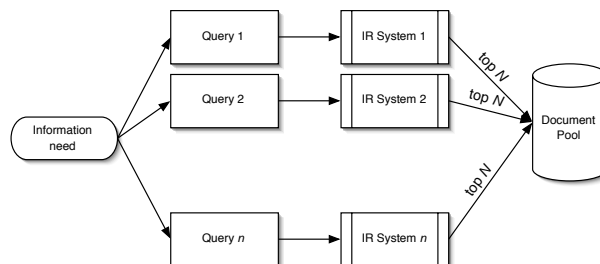 Query 1
IR System 1
top N
Query 2
IR System 2
top N
Information
need
Document
Pool
top N
Query n
IR System n